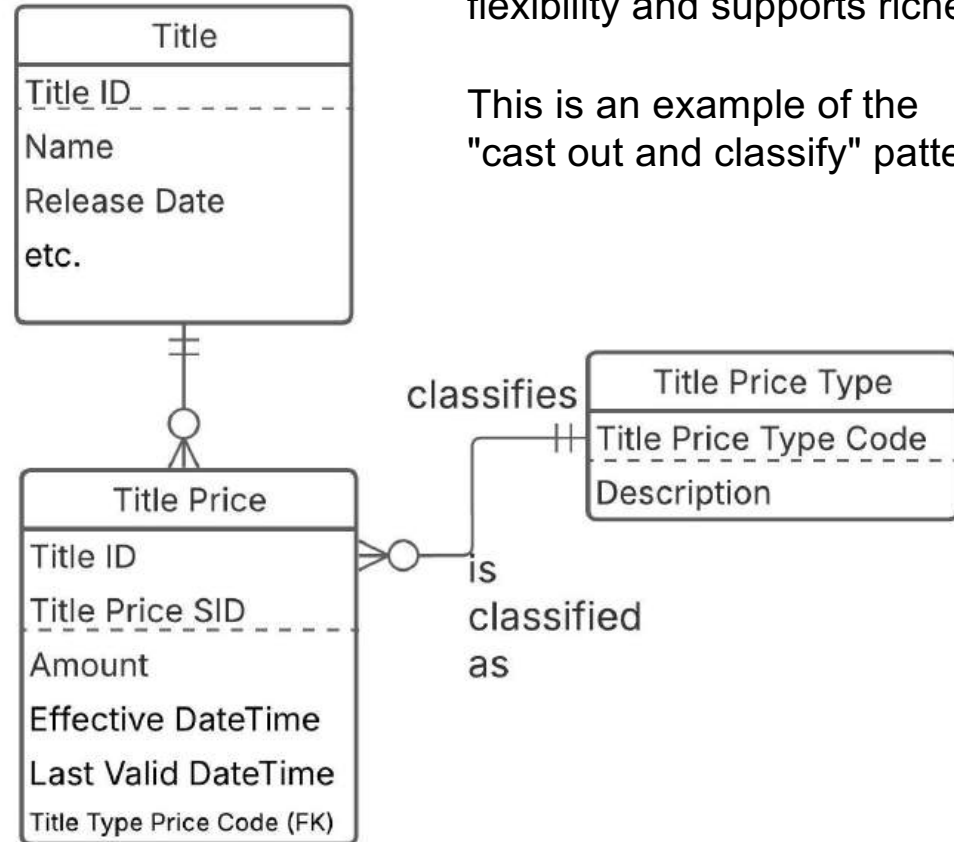 Title
Title ID
Name
Release Date
etc.
flexibility and supports riche
This is an example of the
"cast out and classify" patte
classifies
Title Price Type
Title Price Type Code
Description
Title Price
Title ID
Title Price SID
Amount
Effective DateTime
Last Valid DateTime
Title Type Price Code (FK)
is
classified
as